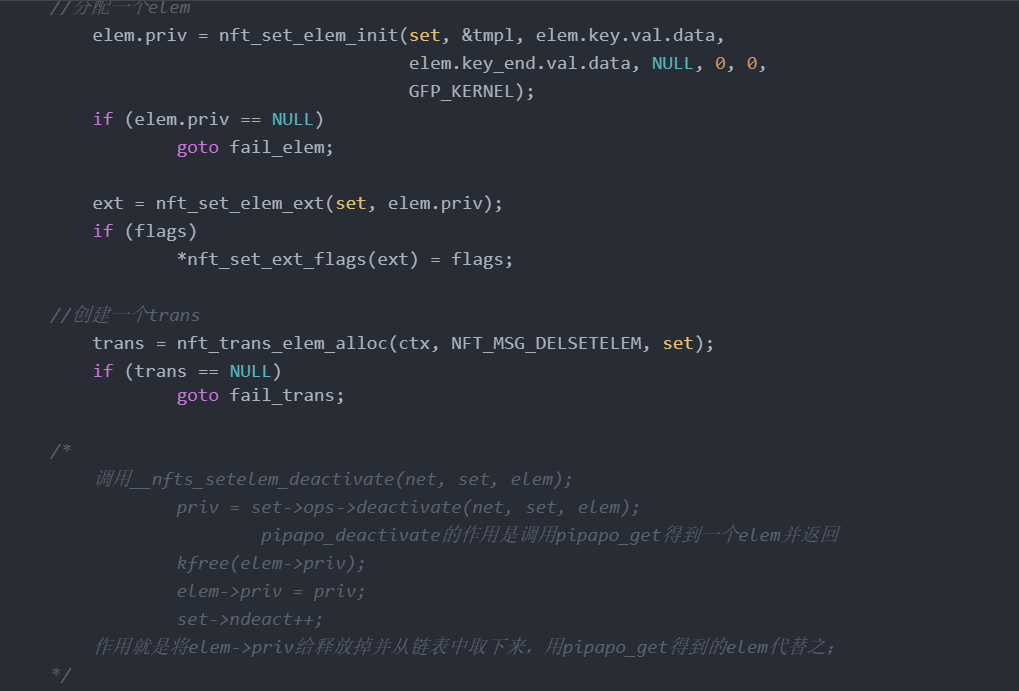 //分配一个elem
elem.priv = nft_set_elem_init(set, &tmpl, elem.key.val.data,
elem.key_end.val.data, NULL, 0, 0,
GFP_KERNEL);
if (elem.priv == NULL)
goto fail_elem;
ext = nft_set_elem_ext(set, elem.priv);
if (flags)
*nft_set_ext_flags(ext) = flags;
//创建一个trans
trans = nft_trans_elem_alloc(ctx, NFT_MSG_DELSETELEM, set);
if (trans == NULL)
goto fail_trans;
/*
调用__nfts_setelem_deactivate(net, set, elem);
priv = set->ops->deactivate(net, set, elem);
pipapo_deactivate的作用是调用pipapo_get得到一个elem并返回
kfree(elem->priv);
elem->priv = priv;
set->ndeact++;
作用就是将elem->priv给释放掉并从链表中取下来，用pipapo_get得到的elem代替之;
*/